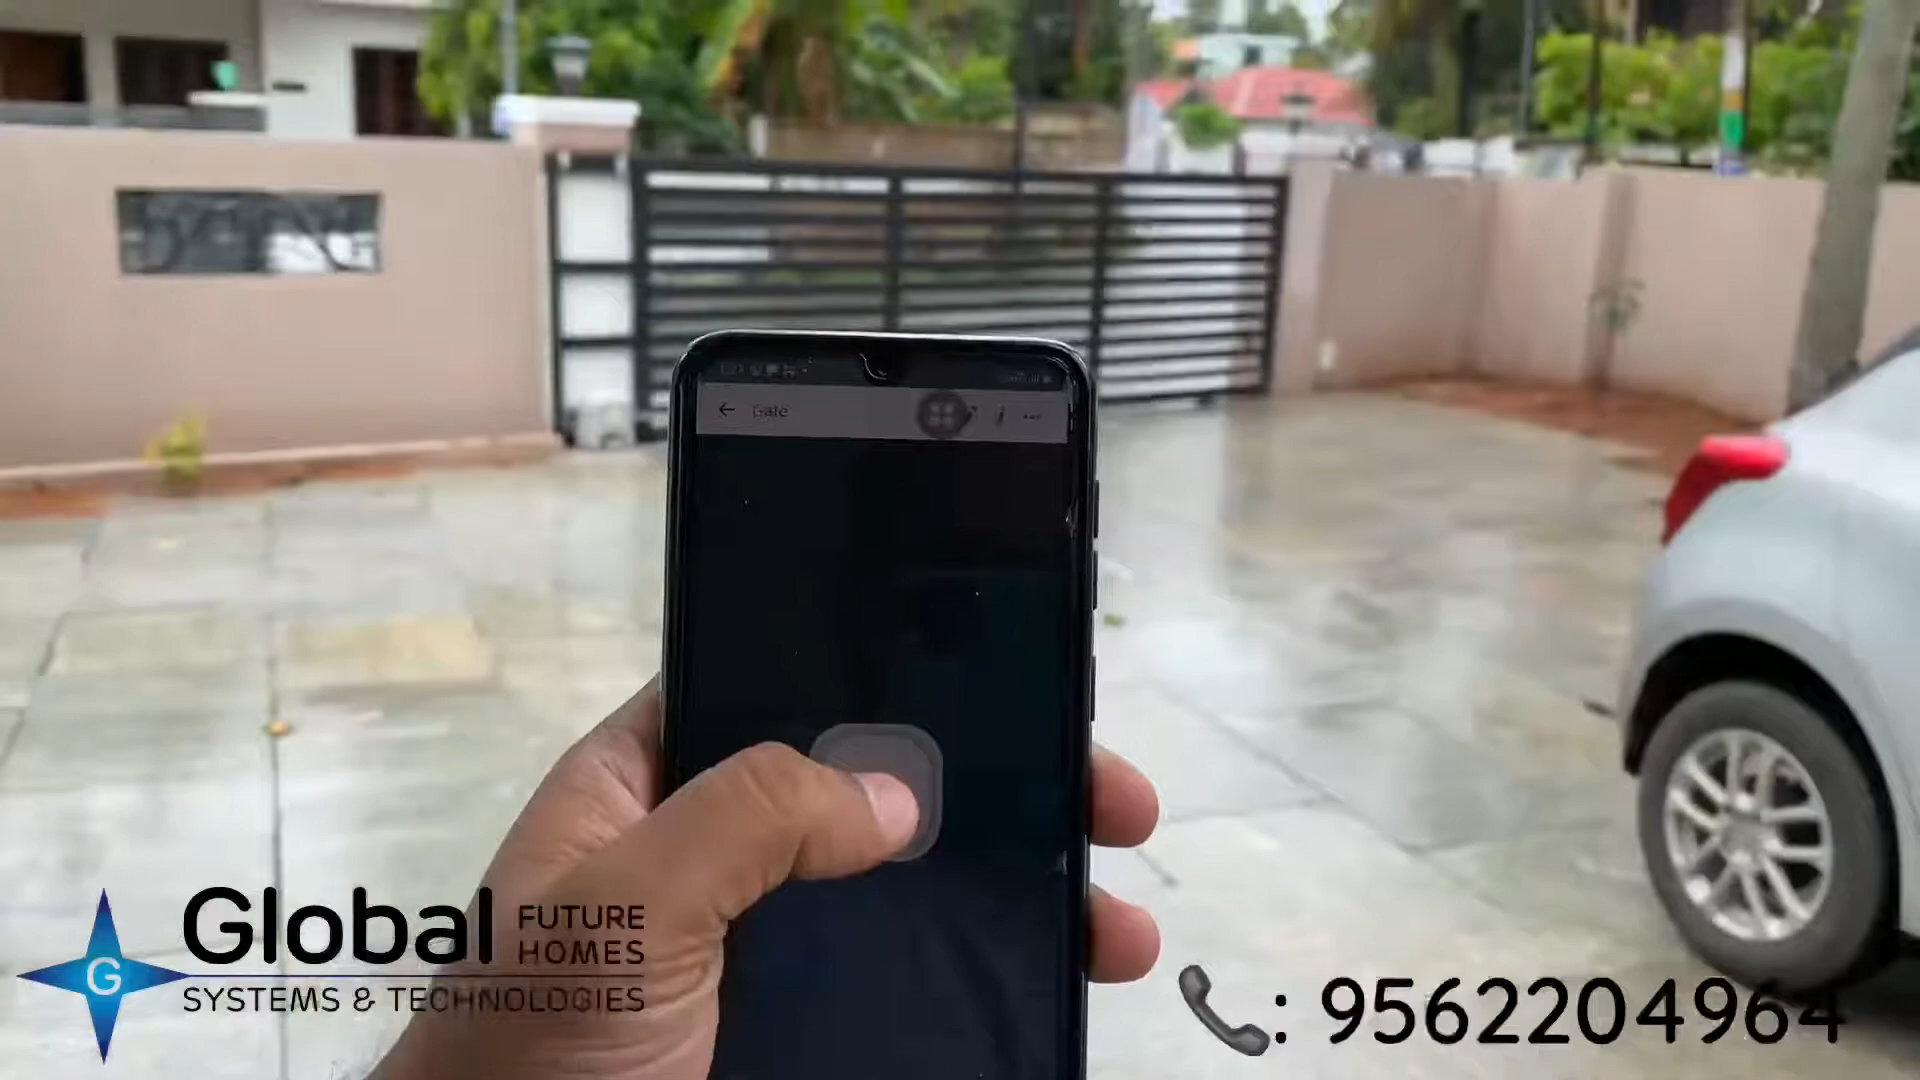 Gate
Global FUTURE
HOMES
SYSTEMS & TECHNOLOGIES
G
: 9562204964